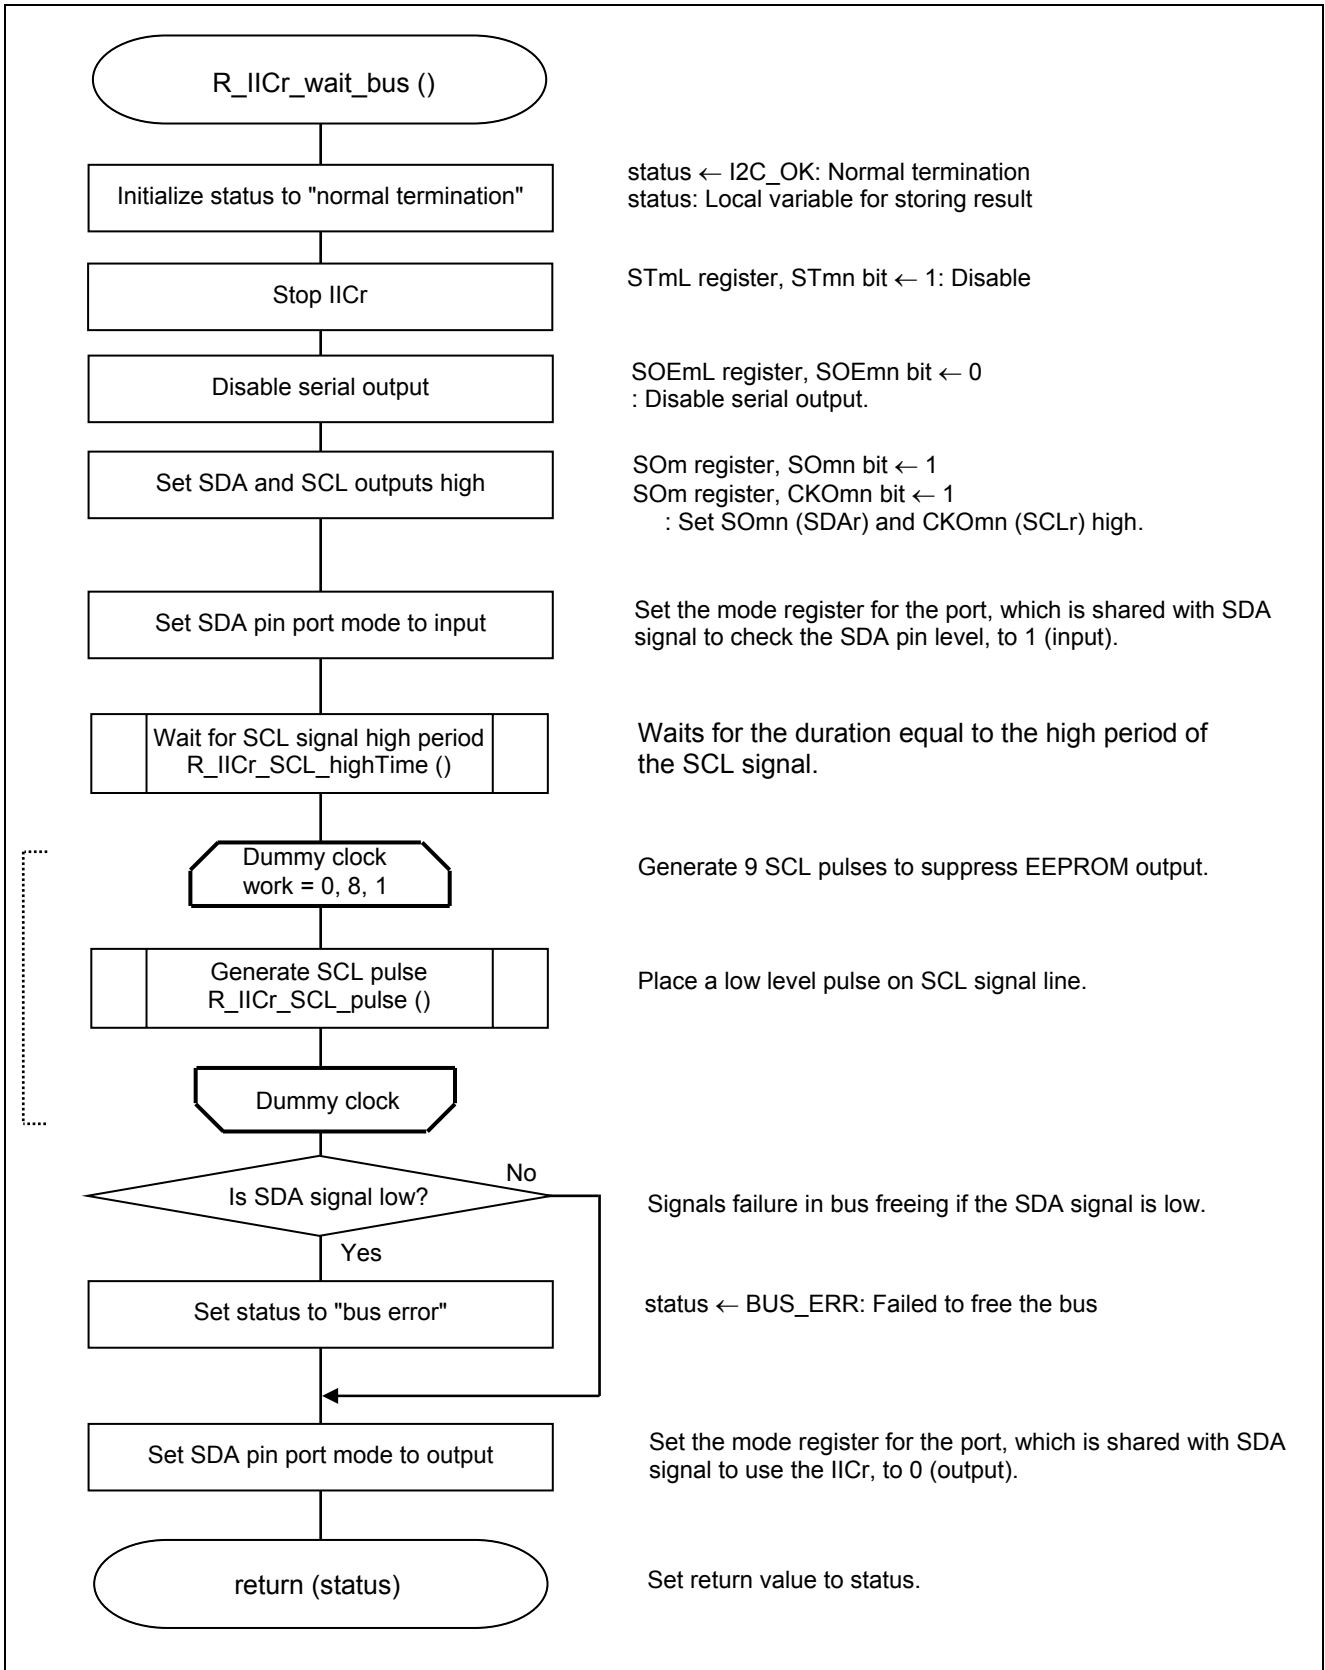 R_IICr_wait_bus ()
Initialize status to "normal termination"
status ← I2C_OK: Normal termination
status: Local variable for storing result
Stop IICr
STmL register, STmn bit ← 1: Disable
Disable serial output
SOEmL register, SOEmn bit ← 0
: Disable serial output.
Set SDA and SCL outputs high
SOm register, SOmn bit ← 1
SOm register, CKOmn bit ← 1
: Set SOmn (SDAr) and CKOmn (SCLr) high.
Set SDA pin port mode to input
Set the mode register for the port, which is shared with SDA
signal to check the SDA pin level, to 1 (input).
Wait for SCL signal high period
R_IICr_SCL_highTime ()
Waits for the duration equal to the high period of
the SCL signal.
Dummy clock
work = 0, 8, 1
Generate 9 SCL pulses to suppress EEPROM output.
Generate SCL pulse
R_IICr_SCL_pulse ()
Place a low level pulse on SCL signal line.
Dummy clock
Is SDA signal low?
No
Signals failure in bus freeing if the SDA signal is low.
Yes
Set status to "bus error"
status ← BUS_ERR: Failed to free the bus
Set SDA pin port mode to output
Set the mode register for the port, which is shared with SDA
signal to use the IICr, to 0 (output).
return (status)
Set return value to status.